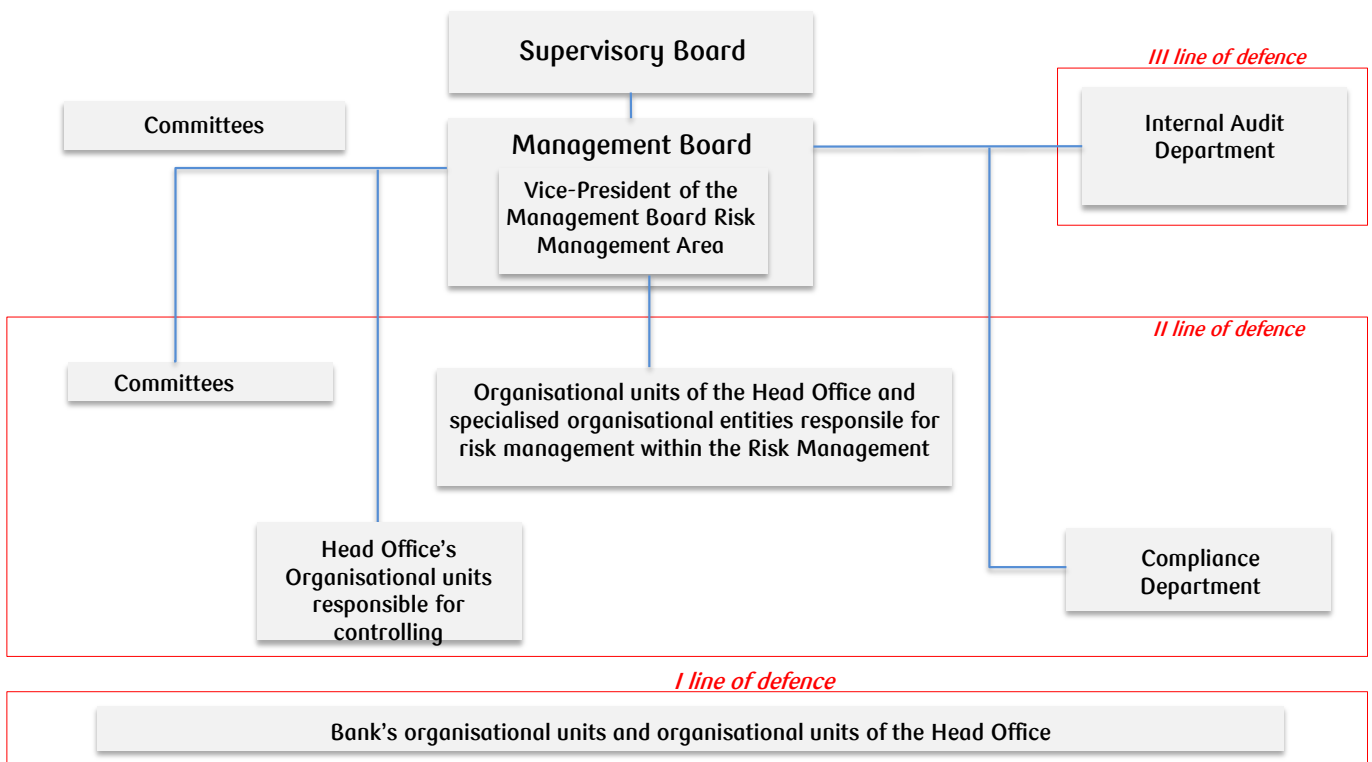 Supervisory Board
III line of defence
Committees
Management Board
Internal Audit
Department
Vice-President of the
Management Board Risk
Management Area
II line of defence
Committees
Organisational units of the Head Office and
specialised organisational entities responsile for
risk management within the Risk Management
Head Office’s
Organisational units
responsible for
controlling
Compliance
Department
I line of defence
Bank’s organisational units and organisational units of the Head Office